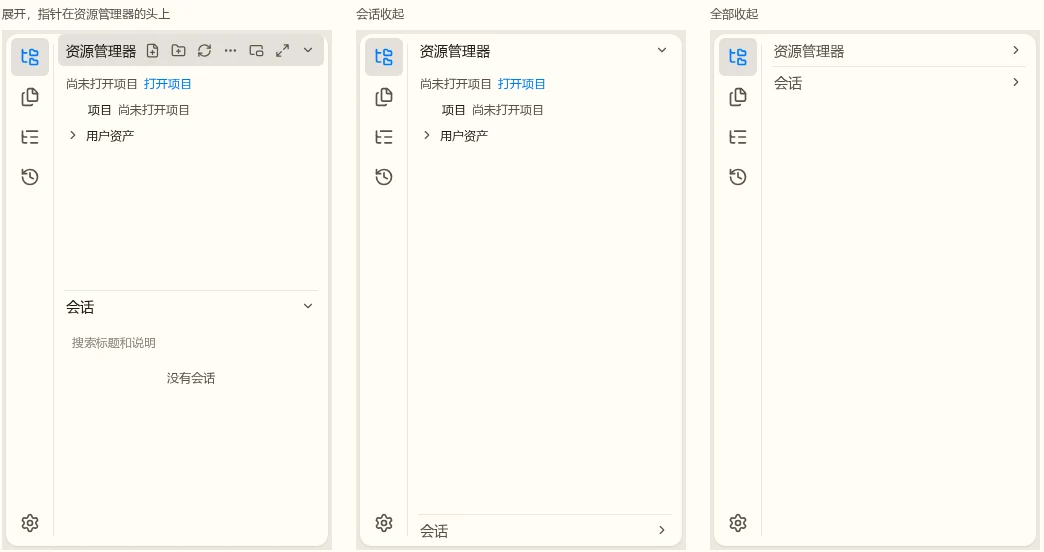 展开，指针在资源管理器的头上
资源管理器
尚未打开项目 打开项目
项目 尚未打开项目
用户资产
会话
搜索标题和说明
没有会话
会话收起
资源管理器
尚未打开项目 打开项目
项目 尚未打开项目
用户资产
会话
全部收起
资源管理器
会话